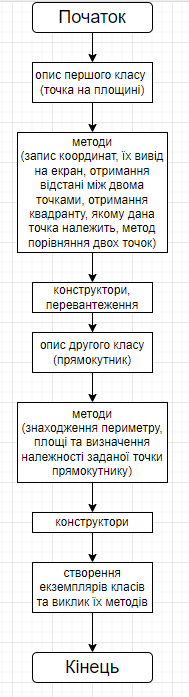 Початок
опис першого класу
(точка на площині)
методи
(запис координат, їх вивід
на екран, отримання
відстані між двома
точками, отримання
квадранту, якому дана
точка належить, метод
порівняння двох точок)
конструктори,
перевантеження
опис другого класу
(прямокутник)
методи
(знаходження периметру,
площі та визначення
належності заданої точки
прямокутнику)
конструктори
створення
екземплярів класів
та виклик їх методів
Кінець